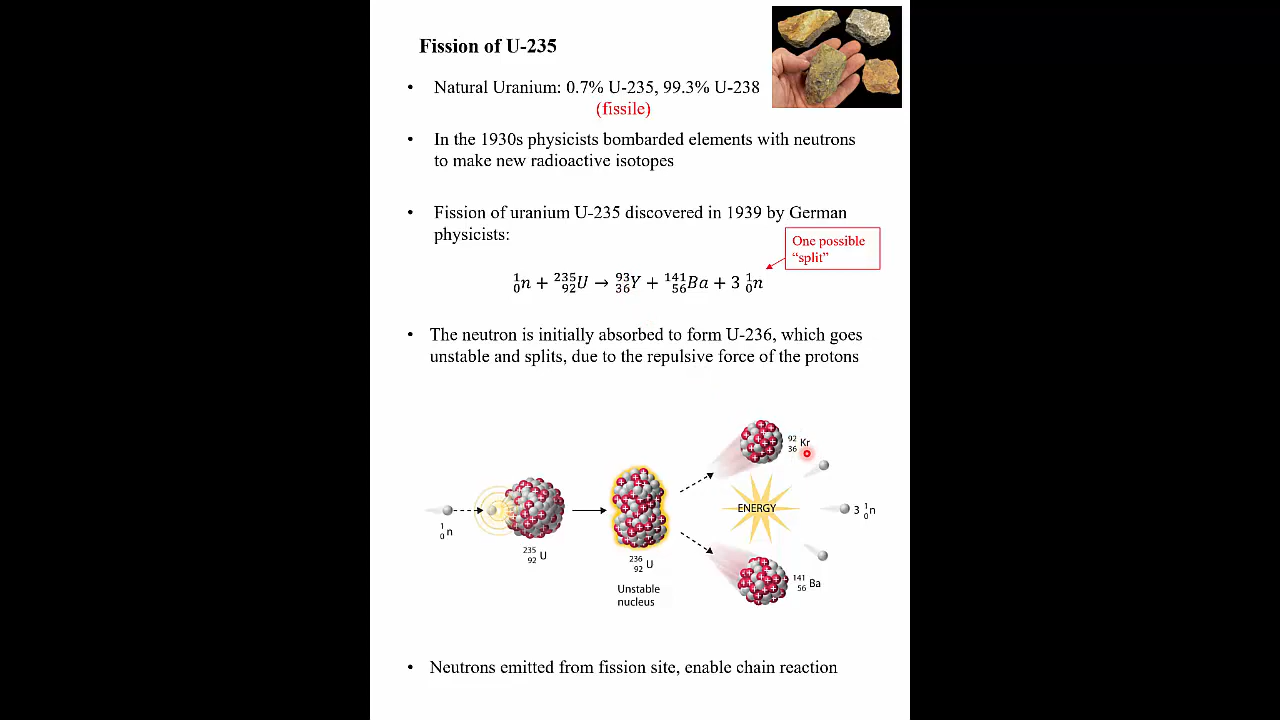 Fission of U-235
• Natural Uranium: 0.7% U-235, 99.3% U-238
(fissile)
• In the 1930s physicists bombarded elements with neutrons
to make new radioactive isotopes
• Fission of uranium U-235 discovered in 1939 by German
physicists:
One possible
“split”
¹₀n + ²³⁵₉₂U → ⁹³₃₆Y + ¹⁴¹₅₆Ba + 3 ¹₀n
• The neutron is initially absorbed to form U-236, which goes
unstable and splits, due to the repulsive force of the protons
⁹²₃₆Kr
ENERGY
3 ¹₀n
¹₀n
²³⁵₉₂U
²³⁶₉₂U
¹⁴¹₅₆Ba
Unstable
nucleus
• Neutrons emitted from fission site, enable chain reaction